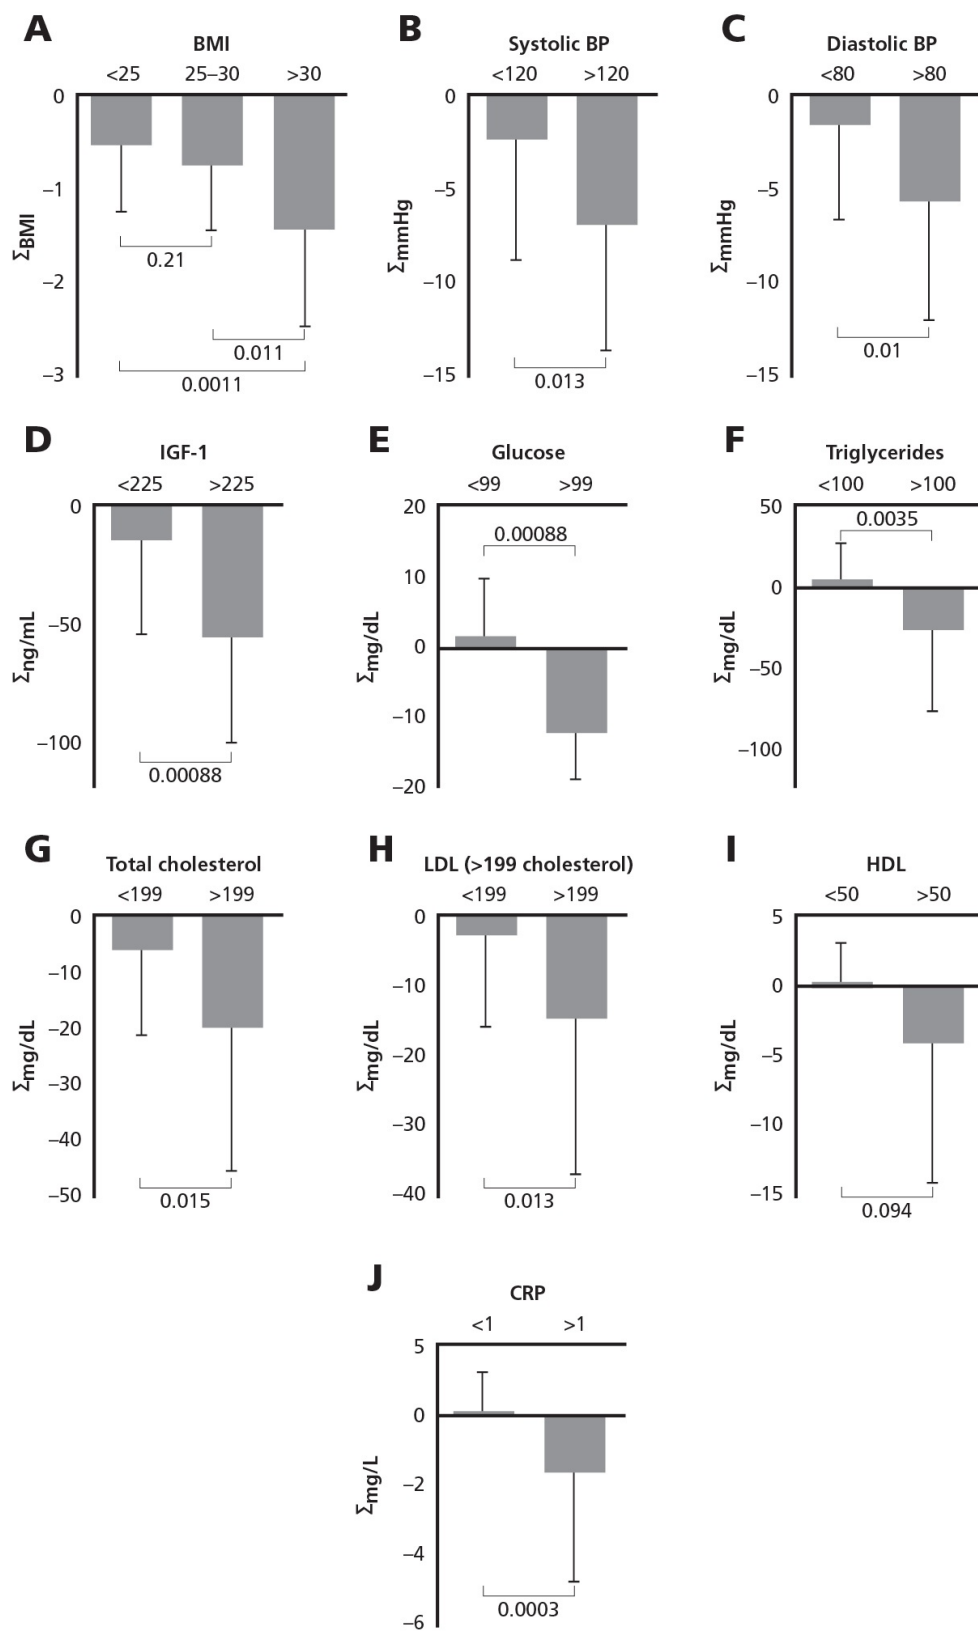 A
BMI
<25 25–30 >30
0
–1
–2
–3
ΣBMI
0.21
0.011
0.0011
B
Systolic BP
<120 >120
0
–5
–10
–15
ΣmmHg
0.013
C
Diastolic BP
<80 >80
0
–5
–10
–15
ΣmmHg
0.01
D
IGF-1
<225 >225
0
–50
–100
Σng/mL
0.00088
E
Glucose
<99 >99
20
10
0
–10
–20
Σmg/dL
0.00088
F
Triglycerides
<100 >100
50
0
–50
–100
Σmg/dL
0.0035
G
Total cholesterol
<199 >199
0
–10
–20
–30
–40
–50
Σmg/dL
0.015
H
LDL (>199 cholesterol)
<199 >199
0
–10
–20
–30
–40
Σmg/dL
0.013
I
HDL
<50 >50
5
0
–5
–10
–15
Σmg/dL
0.094
J
CRP
<1 >1
5
0
–2
–4
–6
Σmg/L
0.0003